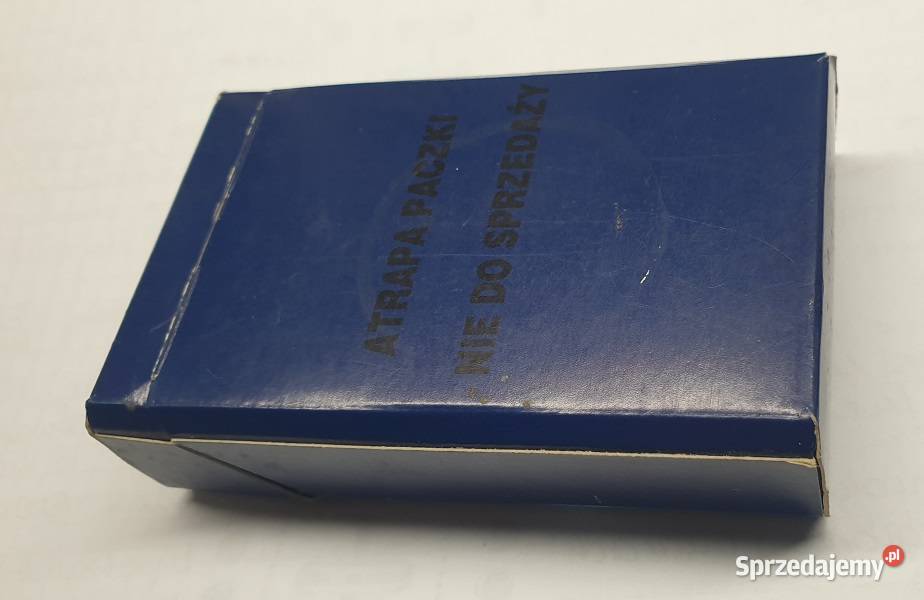 ATRAPA PACZKI
- NIE DO SPRZEDAŻY
Sprzedajemy.pl